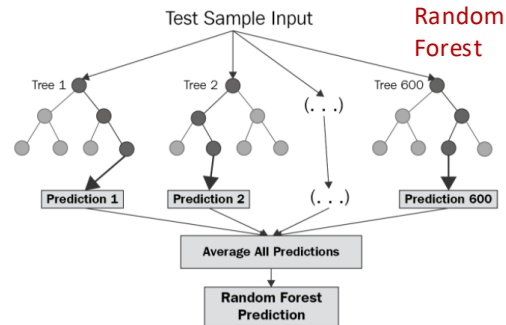 Test Sample Input
Random
Forest
Tree 1
Tree 2
(. . .)
Tree 600
Prediction 1
Prediction 2
(. . .)
Prediction 600
Average All Predictions
Random Forest
Prediction